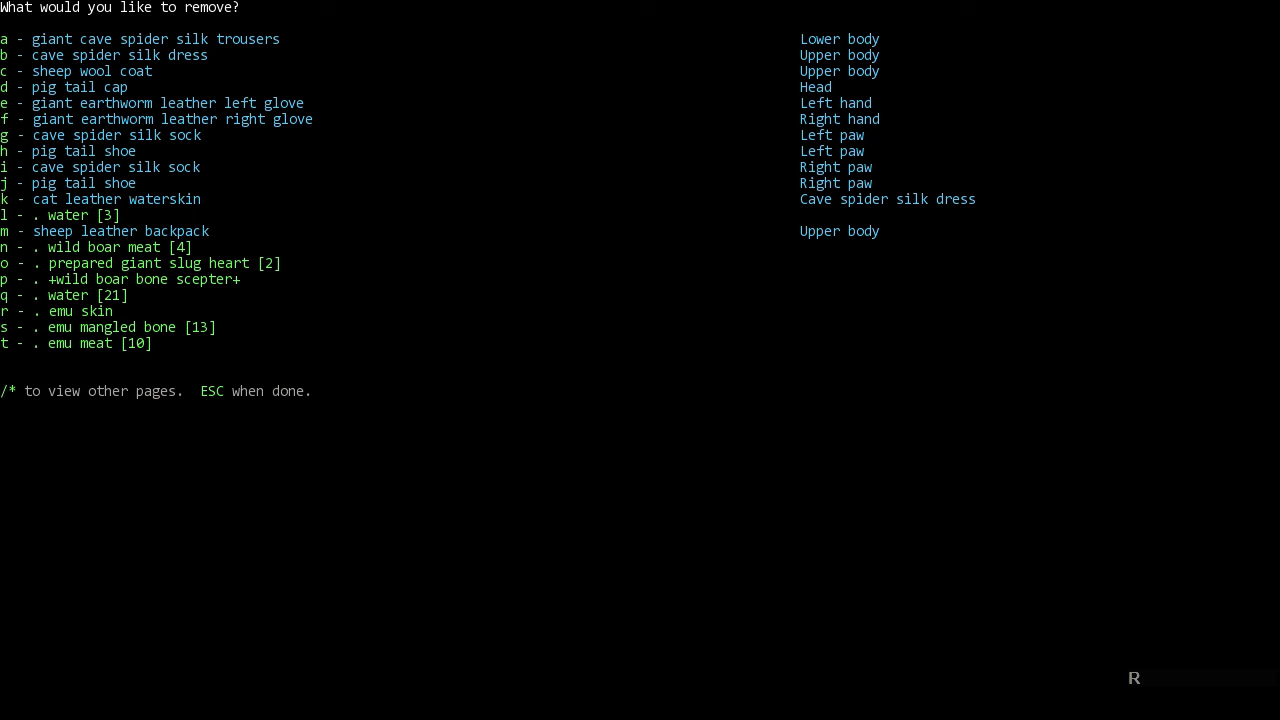 What would you like to remove?
a - giant cave spider silk trousers Lower body
b - cave spider silk dress Upper body
c - sheep wool coat Upper body
d - pig tail cap Head
e - giant earthworm leather left glove Left hand
f - giant earthworm leather right glove Right hand
g - cave spider silk sock Left paw
h - pig tail shoe Left paw
i - cave spider silk sock Right paw
j - pig tail shoe Right paw
k - cat leather waterskin Cave spider silk dress
l - . water [3]
m - sheep leather backpack Upper body
n - . wild boar meat [4]
o - . prepared giant slug heart [2]
p - . +wild boar bone scepter+
q - . water [21]
r - . emu skin
s - . emu mangled bone [13]
t - . emu meat [10]
/* to view other pages.  ESC when done.
R